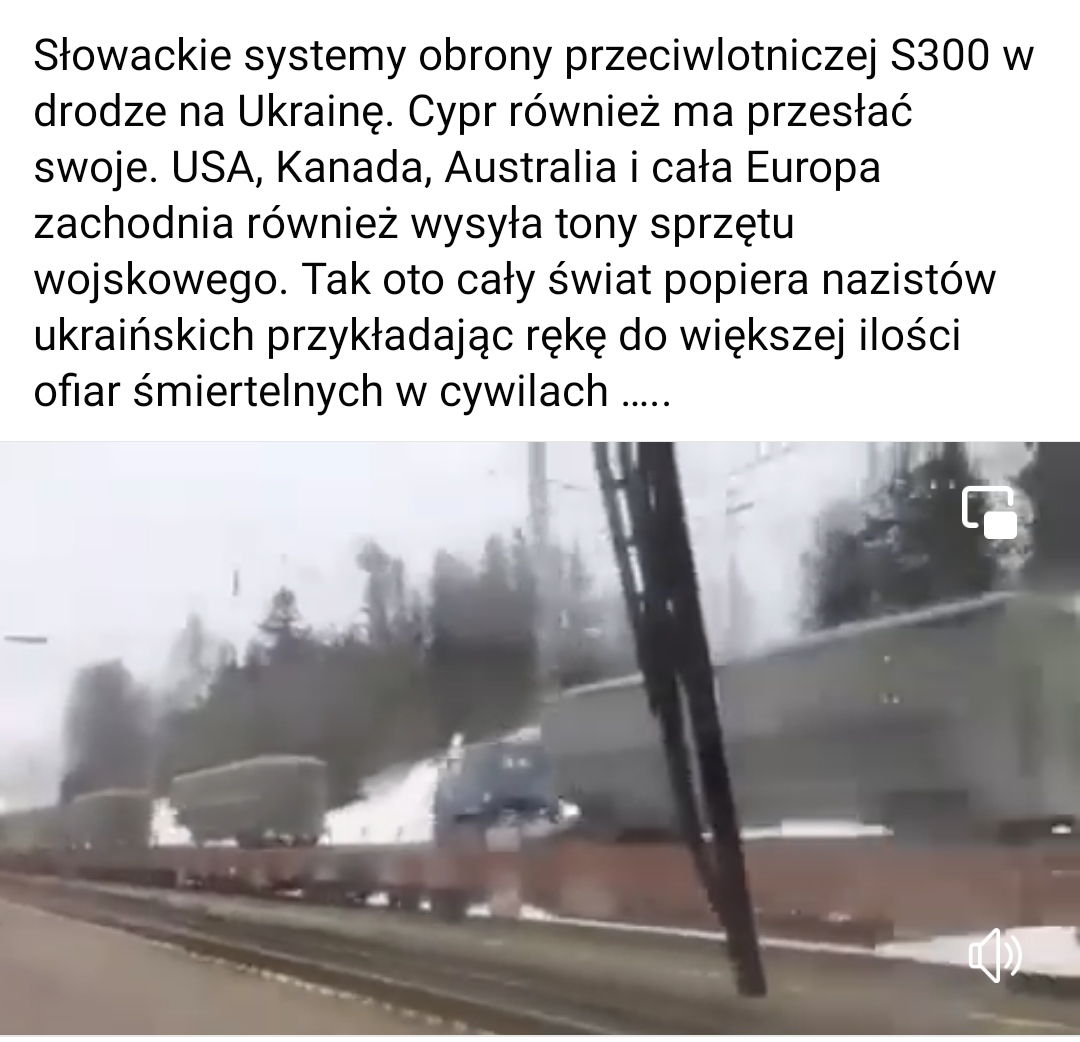 Słowackie systemy obrony przeciwlotniczej S300 w
drodze na Ukrainę. Cypr również ma przesłać
swoje. USA, Kanada, Australia i cała Europa
zachodnia również wysyła tony sprzętu
wojskowego. Tak oto cały świat popiera nazistów
ukraińskich przykładając rękę do większej ilości
ofiar śmiertelnych w cywilach …..